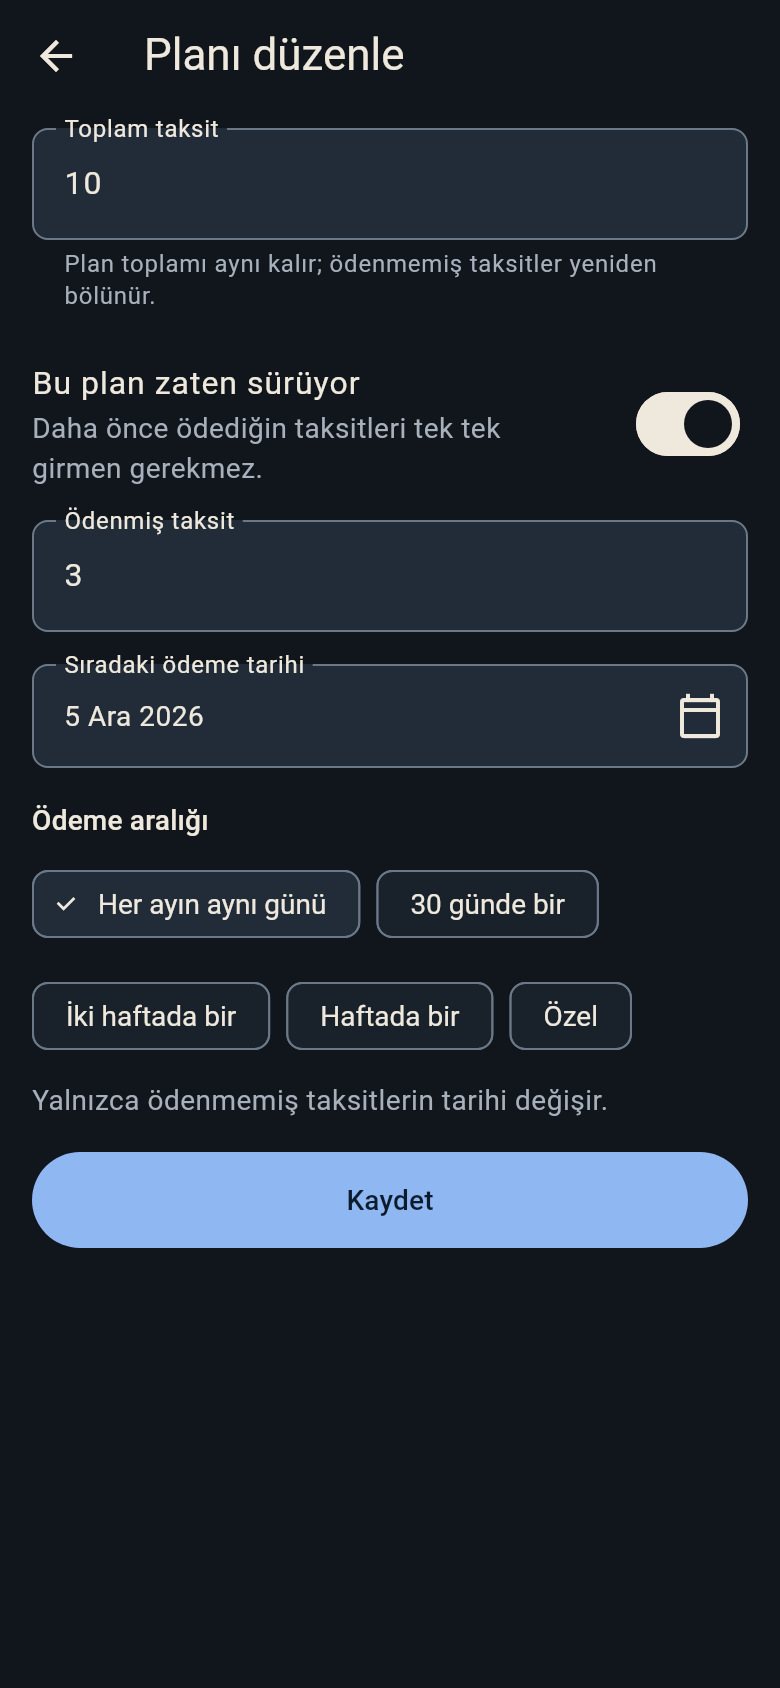 Planı düzenle
Toplam taksit
10
Plan toplamı aynı kalır; ödenmemiş taksitler yeniden
bölünür.
Bu plan zaten sürüyor
Daha önce ödediğin taksitleri tek tek
girmen gerekmez.
Ödenmiş taksit
3
Sıradaki ödeme tarihi
5 Ara 2026
Ödeme aralığı
Her ayın aynı günü
30 günde bir
İki haftada bir
Haftada bir
Özel
Yalnızca ödenmemiş taksitlerin tarihi değişir.
Kaydet